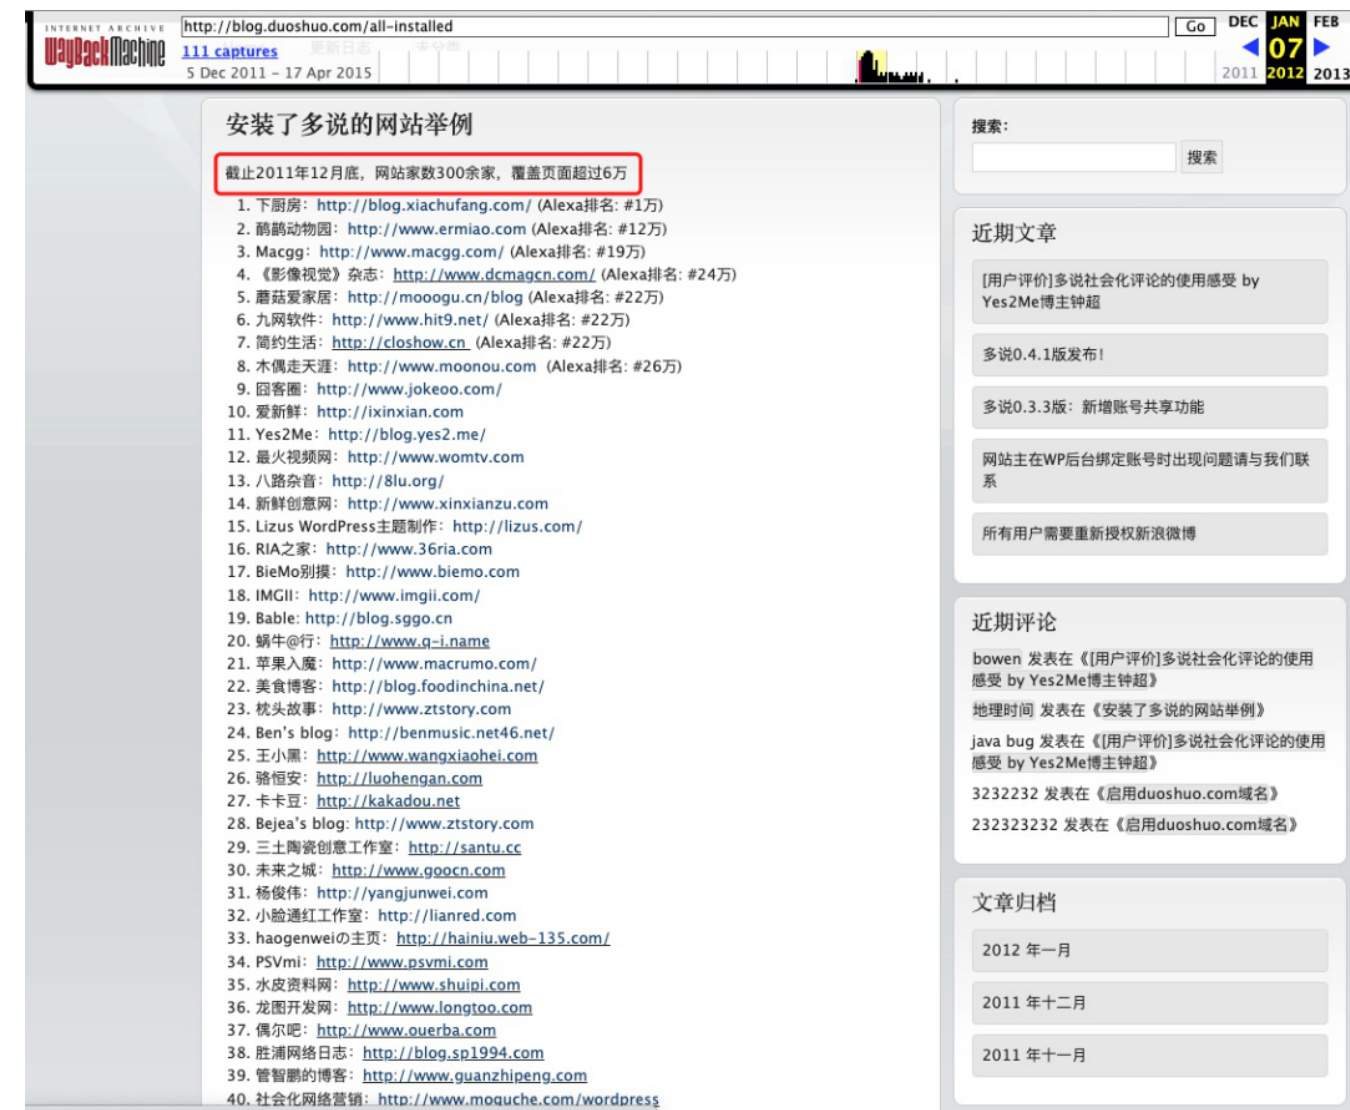 INTERNET ARCHIVE
WayBackMachine
http://blog.duoshuo.com/all-installed
Go
111 captures
更新日志 未分类
5 Dec 2011 - 17 Apr 2015
DEC JAN FEB
07
2011 2012 2013
安装了多说的网站举例
截止2011年12月底，网站家数300余家，覆盖页面超过6万
1. 下厨房：http://blog.xiachufang.com/ (Alexa排名: #1万)
2. 鹋鹋动物园：http://www.ermiao.com (Alexa排名: #12万)
3. Macgg：http://www.macgg.com/ (Alexa排名: #19万)
4. 《影像视觉》杂志：http://www.dcmagcn.com/ (Alexa排名: #24万)
5. 蘑菇爱家居：http://mooogu.cn/blog (Alexa排名: #22万)
6. 九网软件：http://www.hit9.net/ (Alexa排名: #22万)
7. 简约生活：http://closhow.cn (Alexa排名: #22万)
8. 木偶走天涯：http://www.moonou.com (Alexa排名: #26万)
9. 囧客圈：http://www.jokeoo.com/
10. 爱新鲜：http://ixinxian.com
11. Yes2Me：http://blog.yes2.me/
12. 最火视频网：http://www.womtv.com
13. 八路杂音：http://8lu.org/
14. 新鲜创意网：http://www.xinxianzu.com
15. Lizus WordPress主题制作：http://lizus.com/
16. RIA之家：http://www.36ria.com
17. BieMo别摸：http://www.biemo.com
18. IMGII：http://www.imgii.com/
19. Bable: http://blog.sggo.cn
20. 蜗牛@行：http://www.q-i.name
21. 苹果入魔：http://www.macrumo.com/
22. 美食博客：http://blog.foodinchina.net/
23. 枕头故事：http://www.ztstory.com
24. Ben's blog：http://benmusic.net46.net/
25. 王小黑：http://www.wangxiaohei.com
26. 骆恒安：http://luohengan.com
27. 卡卡豆：http://kakadou.net
28. Bejea's blog: http://www.ztstory.com
29. 三土陶瓷创意工作室：http://santu.cc
30. 未来之城：http://www.goocn.com
31. 杨俊伟：http://yangjunwei.com
32. 小脸通红工作室：http://lianred.com
33. haogenweiの主页：http://hainiu.web-135.com/
34. PSVmi：http://www.psvmi.com
35. 水皮资料网：http://www.shuipi.com
36. 龙图开发网：http://www.longtoo.com
37. 偶尔吧：http://www.ouerba.com
38. 胜浦网络日志：http://blog.sp1994.com
39. 管智鹏的博客：http://www.guanzhipeng.com
40. 社会化网络营销：http://www.moquche.com/wordpress
搜索：
搜索
近期文章
[用户评价]多说社会化评论的使用感受 by
Yes2Me博主钟超
多说0.4.1版发布！
多说0.3.3版：新增账号共享功能
网站主在WP后台绑定账号时出现问题请与我们联
系
所有用户需要重新授权新浪微博
近期评论
bowen 发表在《[用户评价]多说社会化评论的使用
感受 by Yes2Me博主钟超》
地理时间 发表在《安装了多说的网站举例》
java bug 发表在《[用户评价]多说社会化评论的使用
感受 by Yes2Me博主钟超》
3232232 发表在《启用duoshuo.com域名》
232323232 发表在《启用duoshuo.com域名》
文章归档
2012 年一月
2011 年十二月
2011 年十一月